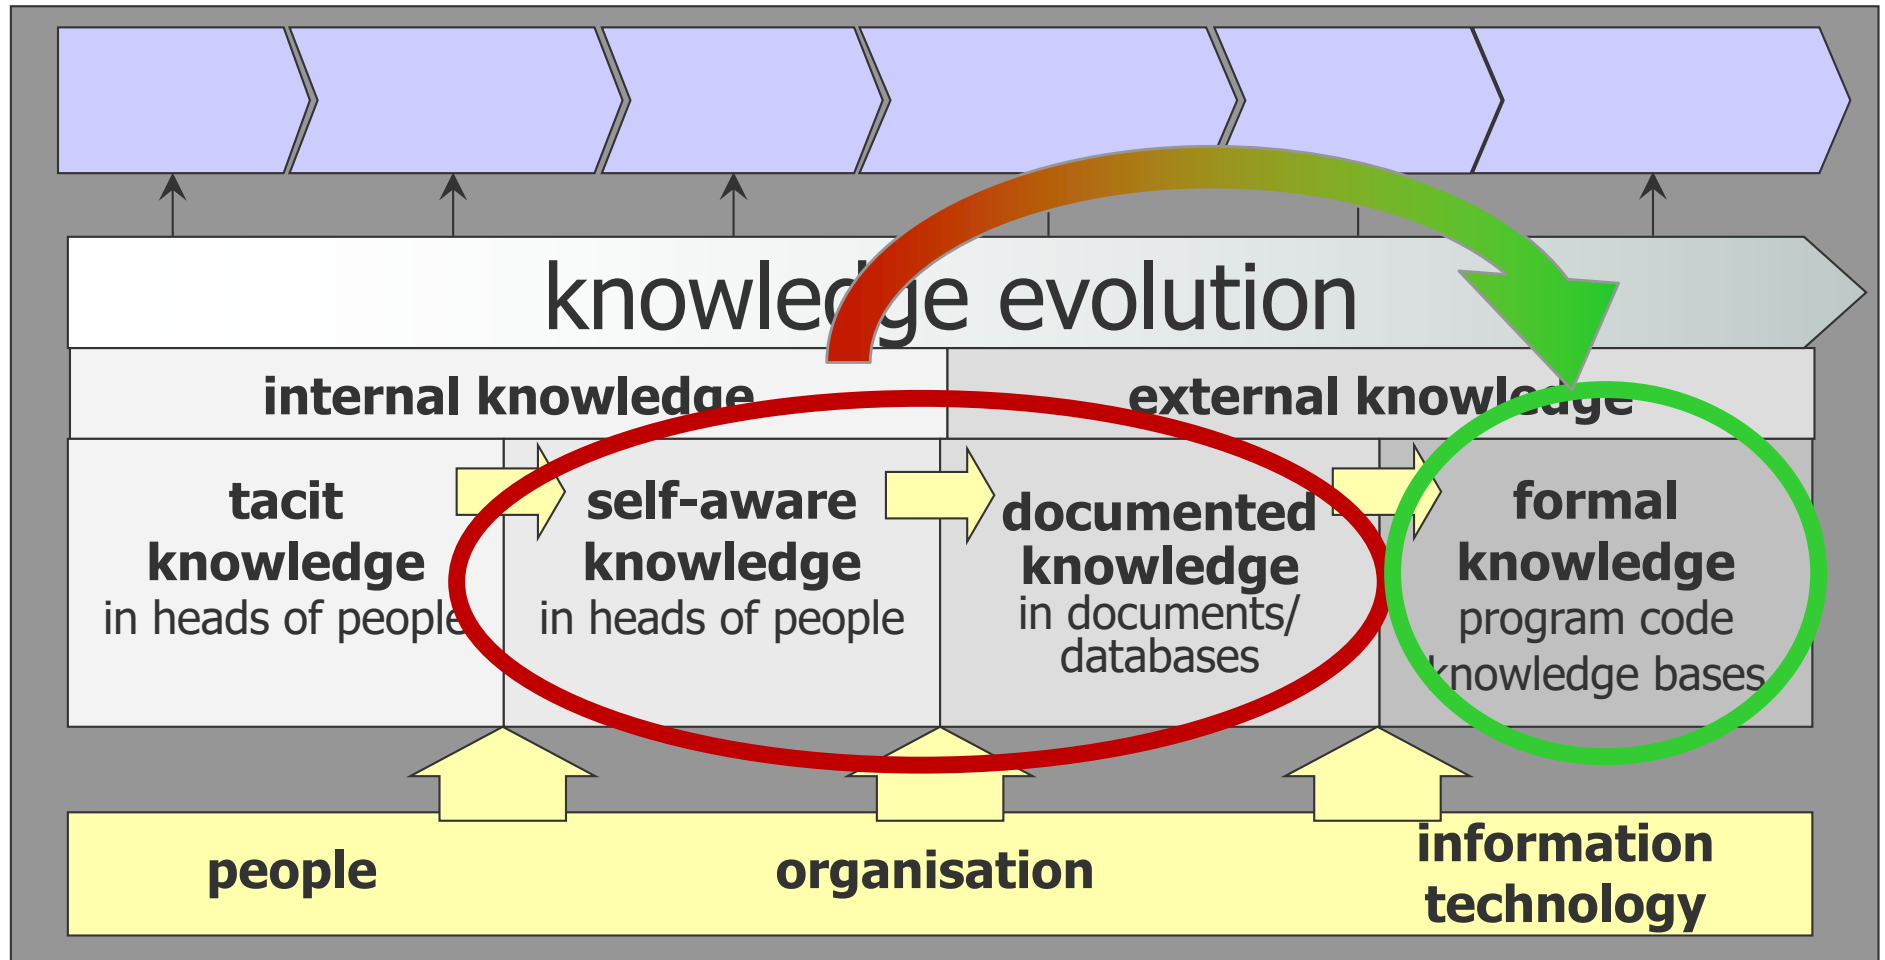 knowledge evolution
internal knowledge
external knowledge
tacit
knowledge
in heads of people
self-aware
knowledge
in heads of people
documented
knowledge
in documents/
databases
formal
knowledge
program code
knowledge bases
people
organisation
information
technology